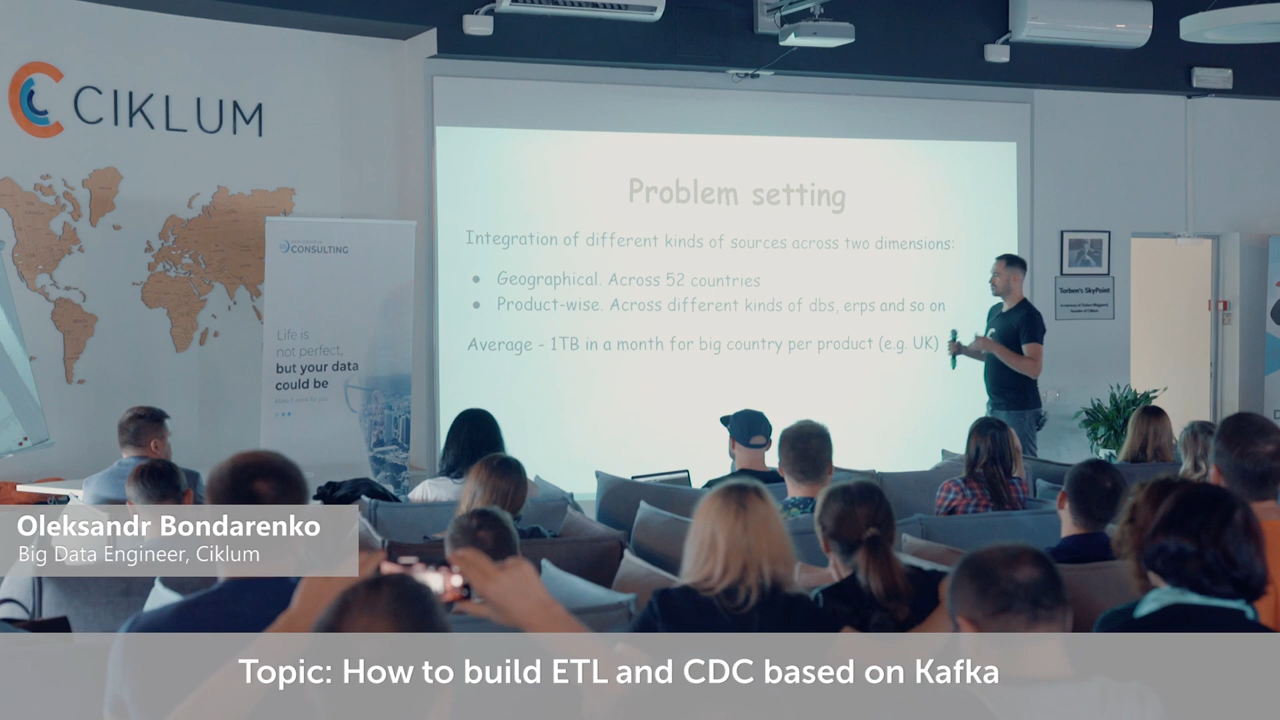 CIKLUM
CONSULTING
Life is
not perfect,
but your data
could be
Problem setting
Integration of different kinds of sources across two dimensions:
● Geographical. Across 52 countries
● Product-wise. Across different kinds of dbs, erps and so on
Average - 1TB in a month for big country per product (e.g. UK)
Torben's SkyPoint
Oleksandr Bondarenko
Big Data Engineer, Ciklum
Topic: How to build ETL and CDC based on Kafka